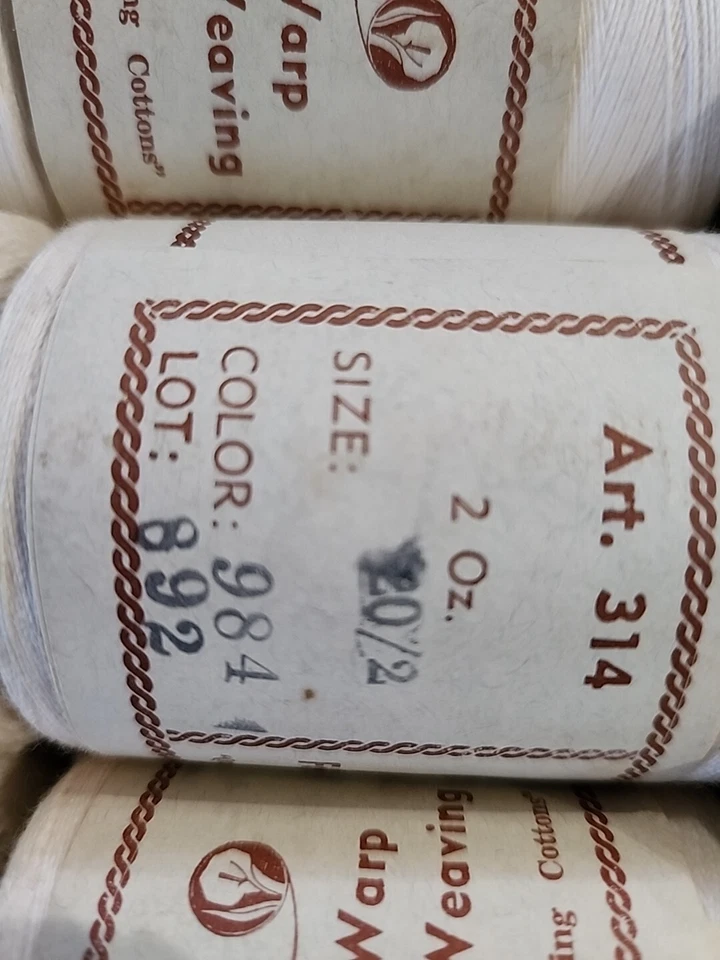 Art. 314
2 Oz.
SIZE: 20/2
COLOR: 984
LOT: 892
Warp
Weaving
Cottons"
Warp
Weaving
Cottons"